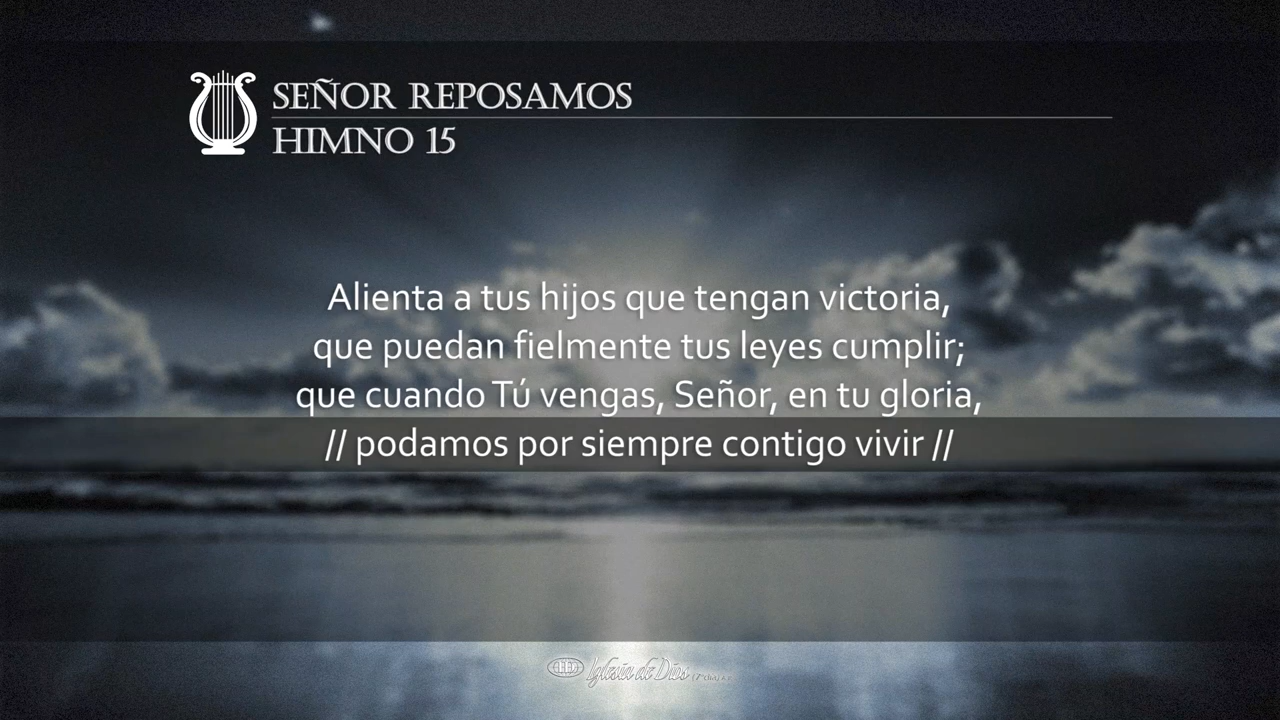 SEÑOR REPOSAMOS
HIMNO 15
Alienta a tus hijos que tengan victoria,
que puedan fielmente tus leyes cumplir;
que cuando Tú vengas, Señor, en tu gloria,
// podamos por siempre contigo vivir //
Iglesia de Dios